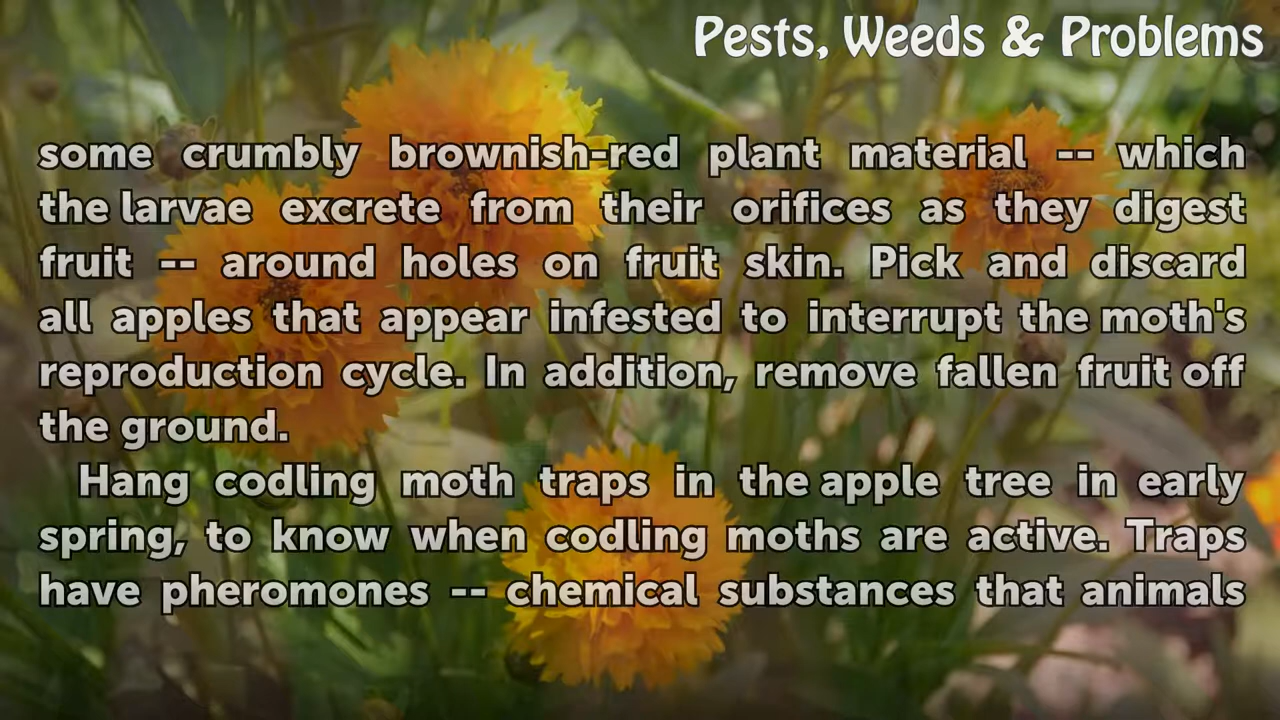 Pests, Weeds & Problems
some crumbly brownish-red plant material -- which
the larvae excrete from their orifices as they digest
fruit -- around holes on fruit skin. Pick and discard
all apples that appear infested to interrupt the moth's
reproduction cycle. In addition, remove fallen fruit off
the ground.
Hang codling moth traps in the apple tree in early
spring, to know when codling moths are active. Traps
have pheromones -- chemical substances that animals